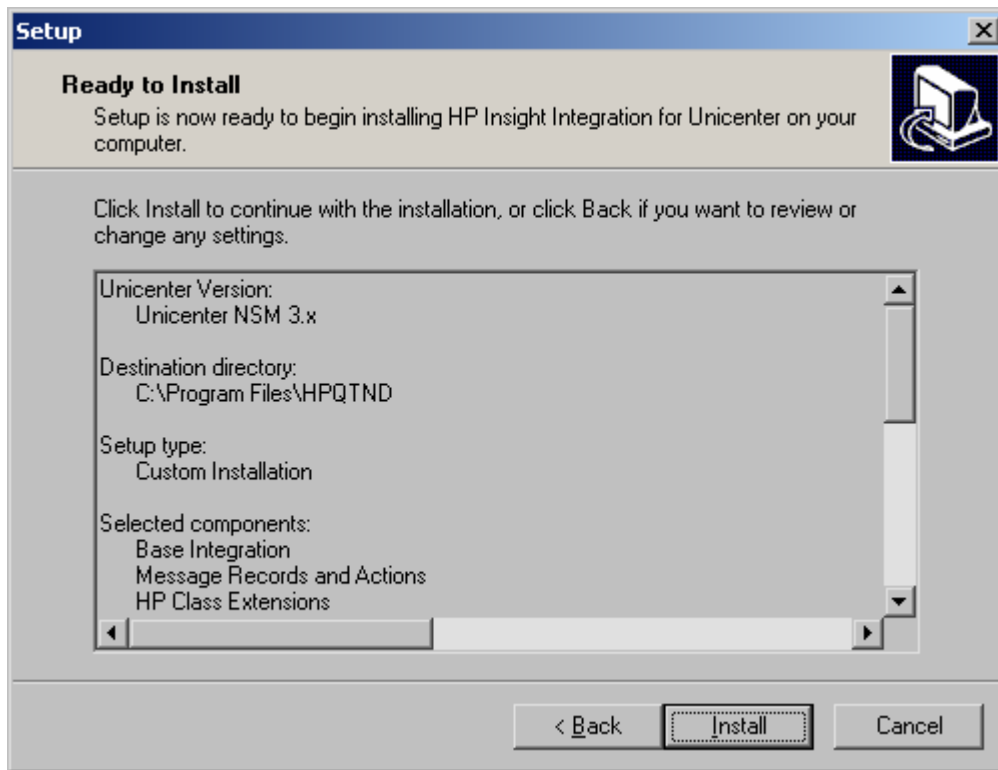 Setup
Ready to Install
Setup is now ready to begin installing HP Insight Integration for Unicenter on your
computer.
Click Install to continue with the installation, or click Back if you want to review or
change any settings.
Unicenter Version:
Unicenter NSM 3.x
Destination directory:
C:\Program Files\HPQTND
Setup type:
Custom Installation
Selected components:
Base Integration
Message Records and Actions
HP Class Extensions
< Back
Install
Cancel